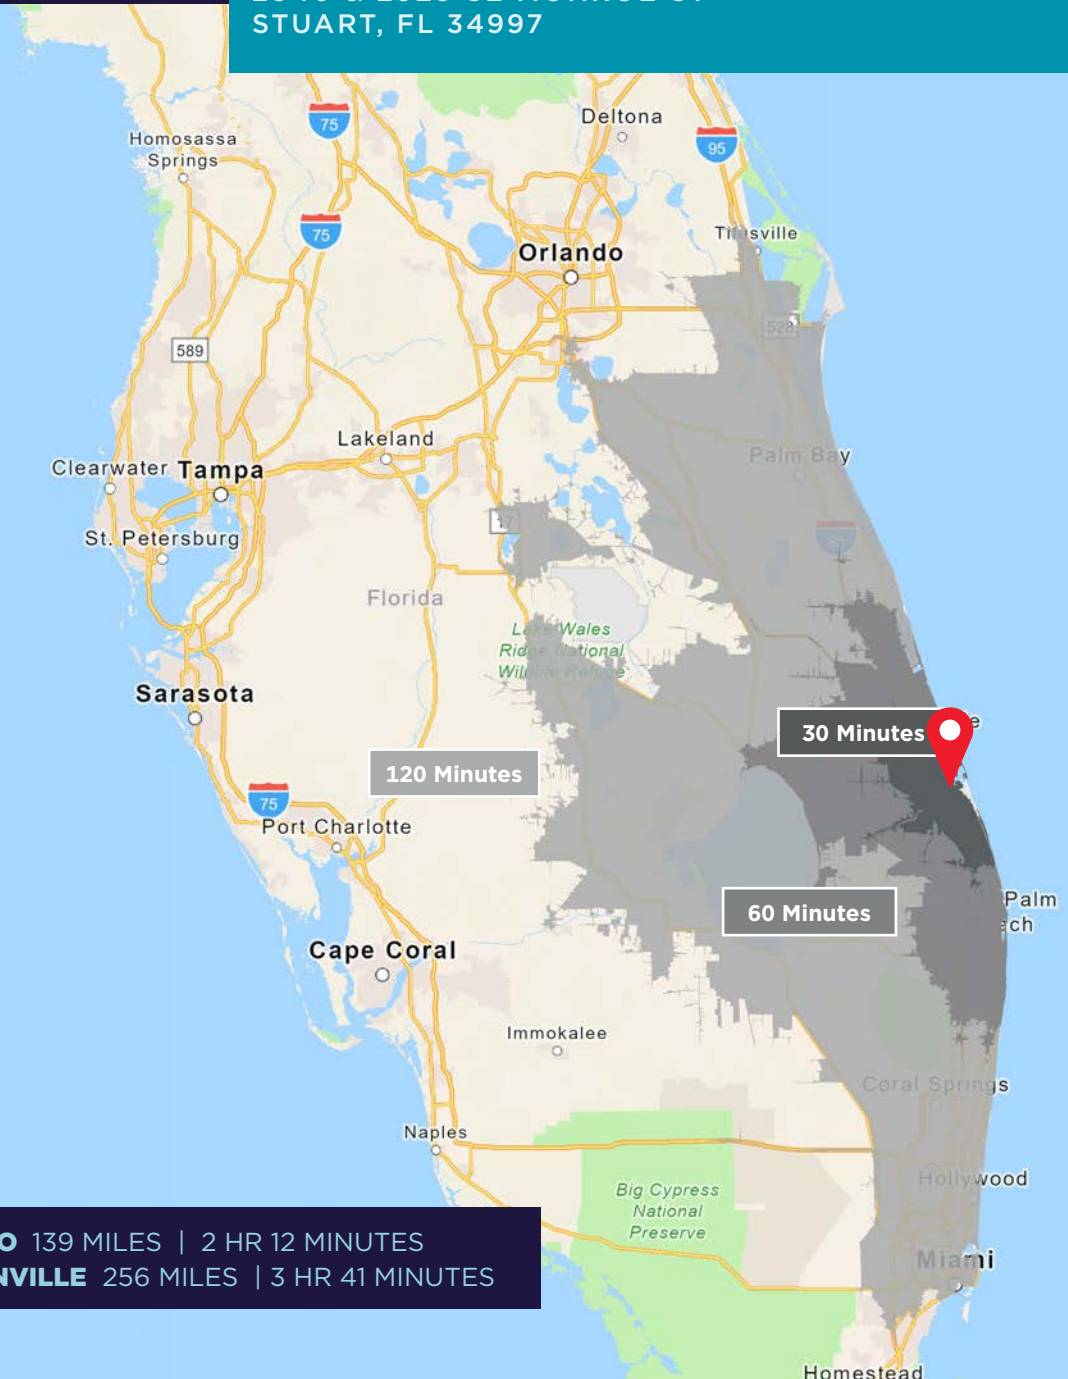 STUART, FL 34997
75
Deltona
95
Homosassa
Springs
75
Titusville
Orlando
528
589
Lakeland
Palm Bay
Clearwater
Tampa
17
95
St. Petersburg
Florida
Lake Wales
Ridge National
Wildlife Refuge
Sarasota
30 Minutes
120 Minutes
75
Port Charlotte
60 Minutes
Palm
Cape Coral
Immokalee
Coral Springs
Naples
Hollywood
Big Cypress
National
Preserve
O 139 MILES | 2 HR 12 MINUTES
NVILLE 256 MILES | 3 HR 41 MINUTES
Miami
Homestead